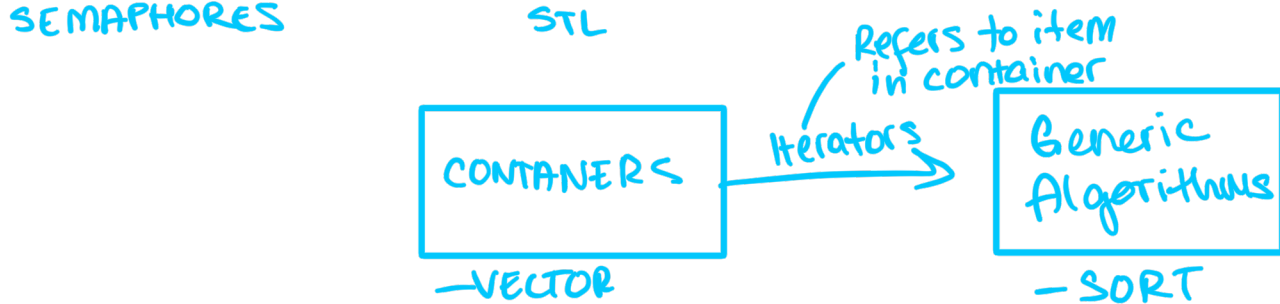 SEMAPHORES
STL
Refers to item
in container
Iterators
CONTANERS
Generic
Algorithms
—VECTOR
—SORT